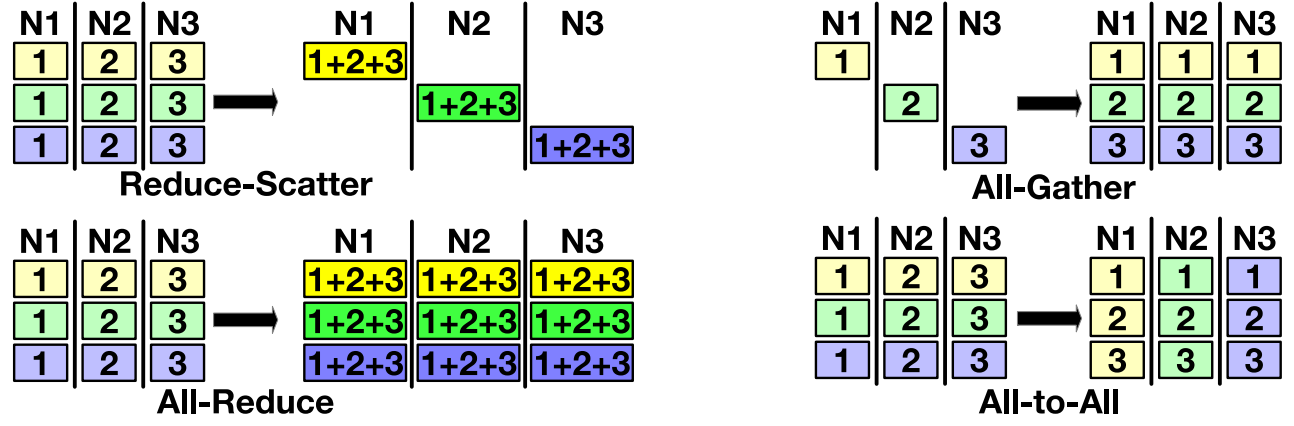 N1 N2 N3 N1 N2 N3
1 2 3 1+2+3
1 2 3 1+2+3
1 2 3 1+2+3
Reduce-Scatter
N1 N2 N3 N1 N2 N3
1 1 1 1
2 2 2 2
3 3 3 3
All-Gather
N1 N2 N3 N1 N2 N3
1 2 3 1+2+3 1+2+3 1+2+3
1 2 3 1+2+3 1+2+3 1+2+3
1 2 3 1+2+3 1+2+3 1+2+3
All-Reduce
N1 N2 N3 N1 N2 N3
1 2 3 1 1 1
1 2 3 2 2 2
1 2 3 3 3 3
All-to-All